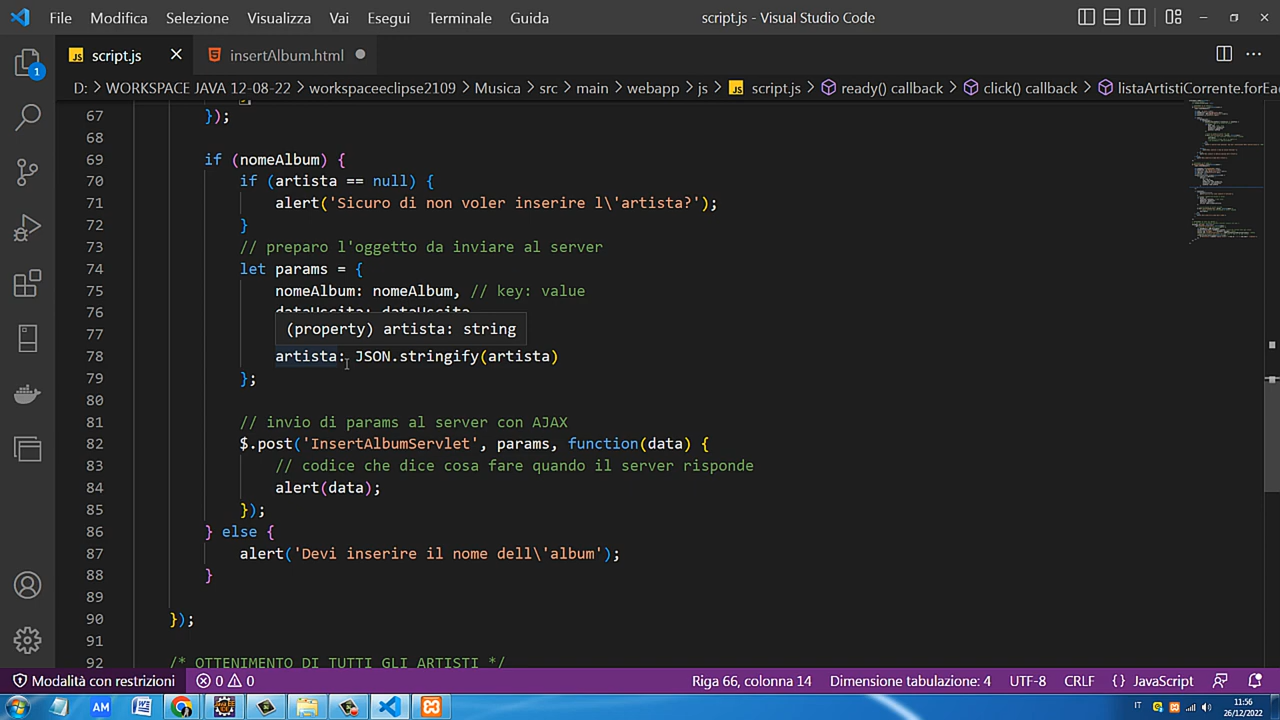 File Modifica Selezione Visualizza Vai Esegui Terminale Guida script.js - Visual Studio Code
JS script.js insertAlbum.html
D: > WORKSPACE JAVA 12-08-22 > workspaceeclipse2109 > Musica > src > main > webapp > js > JS script.js > ready() callback > click() callback > listaArtistiCorrente.forEa
1
67 });
68
69 if (nomeAlbum) {
70 if (artista == null) {
71 alert('Sicuro di non voler inserire l\'artista?');
72 }
73 // preparo l'oggetto da inviare al server
74 let params = {
75 nomeAlbum: nomeAlbum, // key: value
76 dataUscita: dataUscita,
77 (property) artista: string
78 artista: JSON.stringify(artista)
79 };
80
81 // invio di params al server con AJAX
82 $.post('InsertAlbumServlet', params, function(data) {
83 // codice che dice cosa fare quando il server risponde
84 alert(data);
85 });
86 } else {
87 alert('Devi inserire il nome dell\'album');
88 }
89
90 });
91
92 /* OTTENIMENTO DI TUTTI GLI ARTISTI */
Modalità con restrizioni 0 0 Riga 66, colonna 14 Dimensione tabulazione: 4 UTF-8 CRLF {} JavaScript
AM IT 11:56
26/12/2022